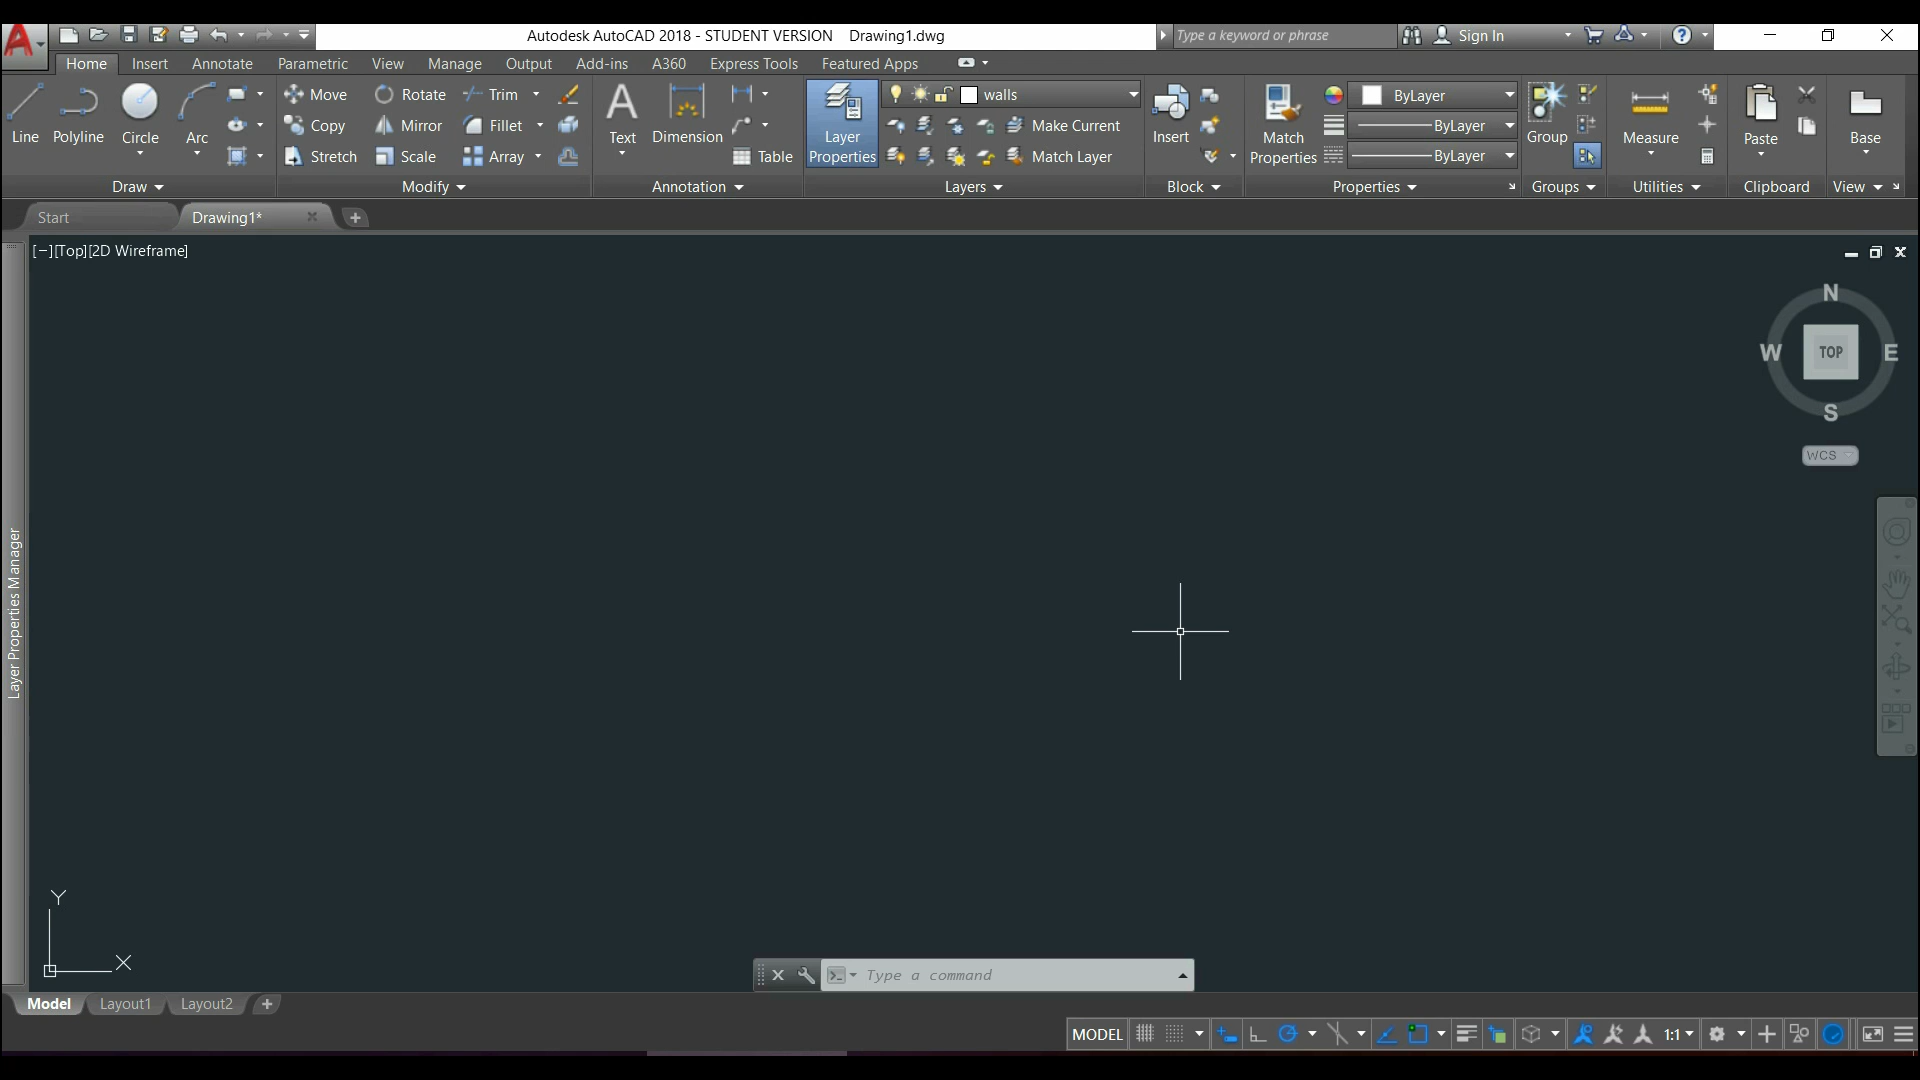 Autodesk AutoCAD 2018 - STUDENT VERSION Drawing1.dwg
Type a keyword or phrase
Sign In
Home Insert Annotate Parametric View Manage Output Add-ins A360 Express Tools Featured Apps
Line Polyline Circle Arc
Move Rotate Trim
Copy Mirror Fillet
Stretch Scale Array
Text Dimension Table
Layer Properties
walls
Make Current
Match Layer
Insert
Match Properties
ByLayer
ByLayer
ByLayer
Group
Measure
Paste
Base
Draw Modify Annotation Layers Block Properties Groups Utilities Clipboard View
Start Drawing1*
[−][Top][2D Wireframe]
N
W TOP E
S
WCS
Layer Properties Manager
Y
X
Type a command
Model Layout1 Layout2
MODEL 1:1